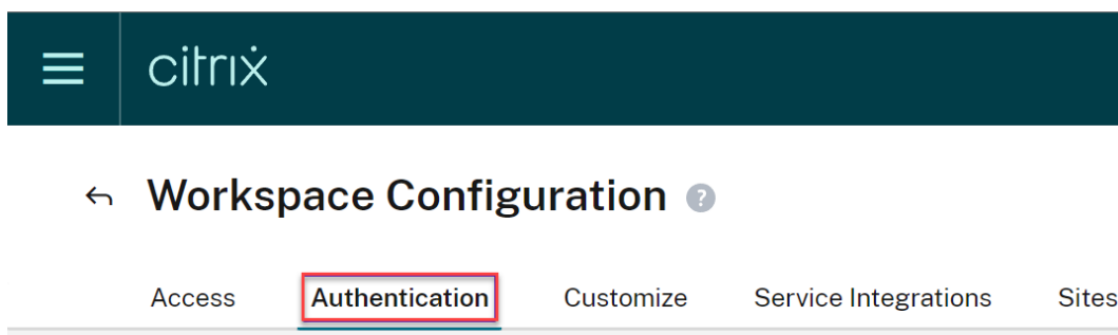 citrix
Workspace Configuration ?
Access Authentication Customize Service Integrations Sites